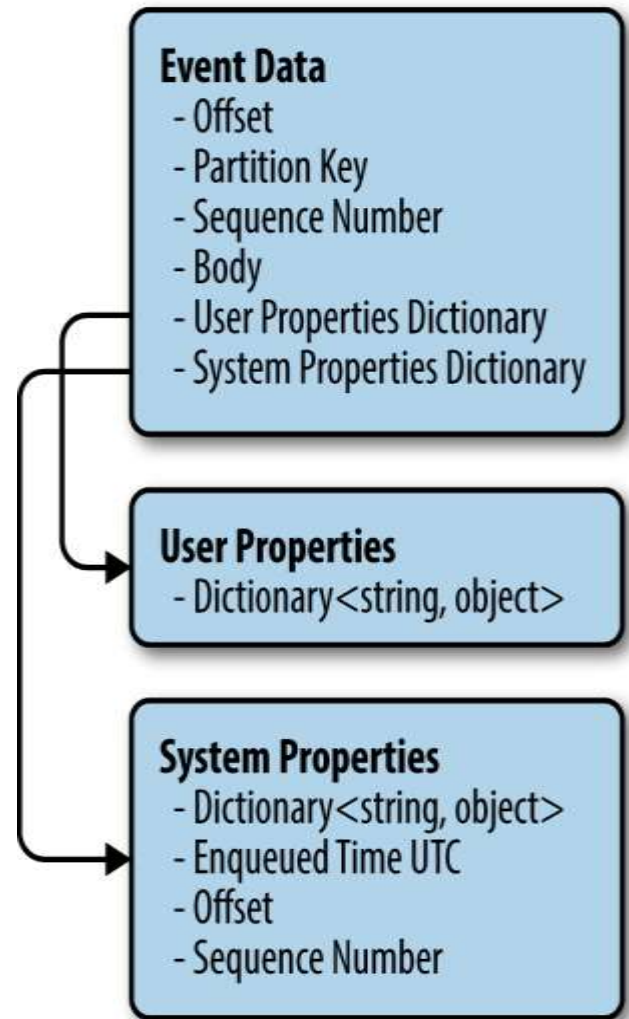 Event Data
- Offset
- Partition Key
- Sequence Number
- Body
- User Properties Dictionary
- System Properties Dictionary
User Properties
- Dictionary<string, object>
System Properties
- Dictionary<string, object>
- Enqueued Time UTC
- Offset
- Sequence Number